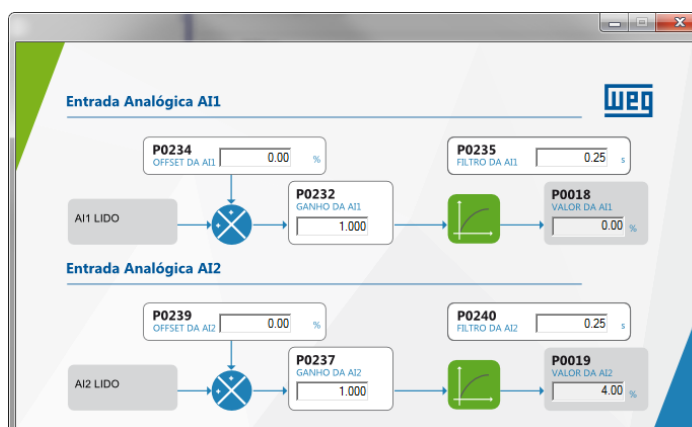 Entrada Analógica AI1
WEG
P0234
OFFSET DA AI1 0.00 %
P0235
FILTRO DA AI1 0.25 s
AI1 LIDO
P0232
GANHO DA AI1
1.000
P0018
VALOR DA AI1
0.00 %
Entrada Analógica AI2
P0239
OFFSET DA AI2 0.00 %
P0240
FILTRO DA AI2 0.25 s
AI2 LIDO
P0237
GANHO DA AI2
1.000
P0019
VALOR DA AI2
4.00 %